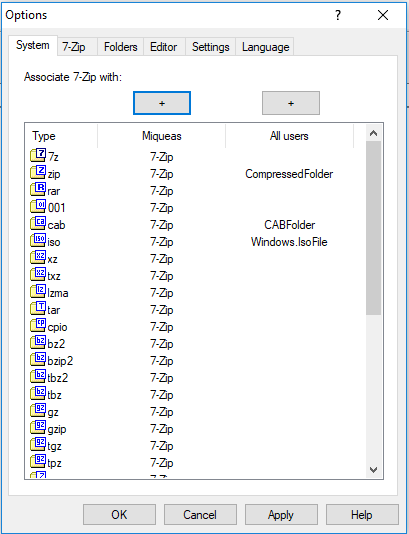 Options
System 7-Zip Folders Editor Settings Language
Associate 7-Zip with:
+ +
Type Miqueas All users
7z 7-Zip
zip 7-Zip CompressedFolder
rar 7-Zip
001 7-Zip
cab 7-Zip CABFolder
iso 7-Zip Windows.IsoFile
xz 7-Zip
txz 7-Zip
lzma 7-Zip
tar 7-Zip
cpio 7-Zip
bz2 7-Zip
bzip2 7-Zip
tbz2 7-Zip
tbz 7-Zip
gz 7-Zip
gzip 7-Zip
tgz 7-Zip
tpz 7-Zip
OK Cancel Apply Help